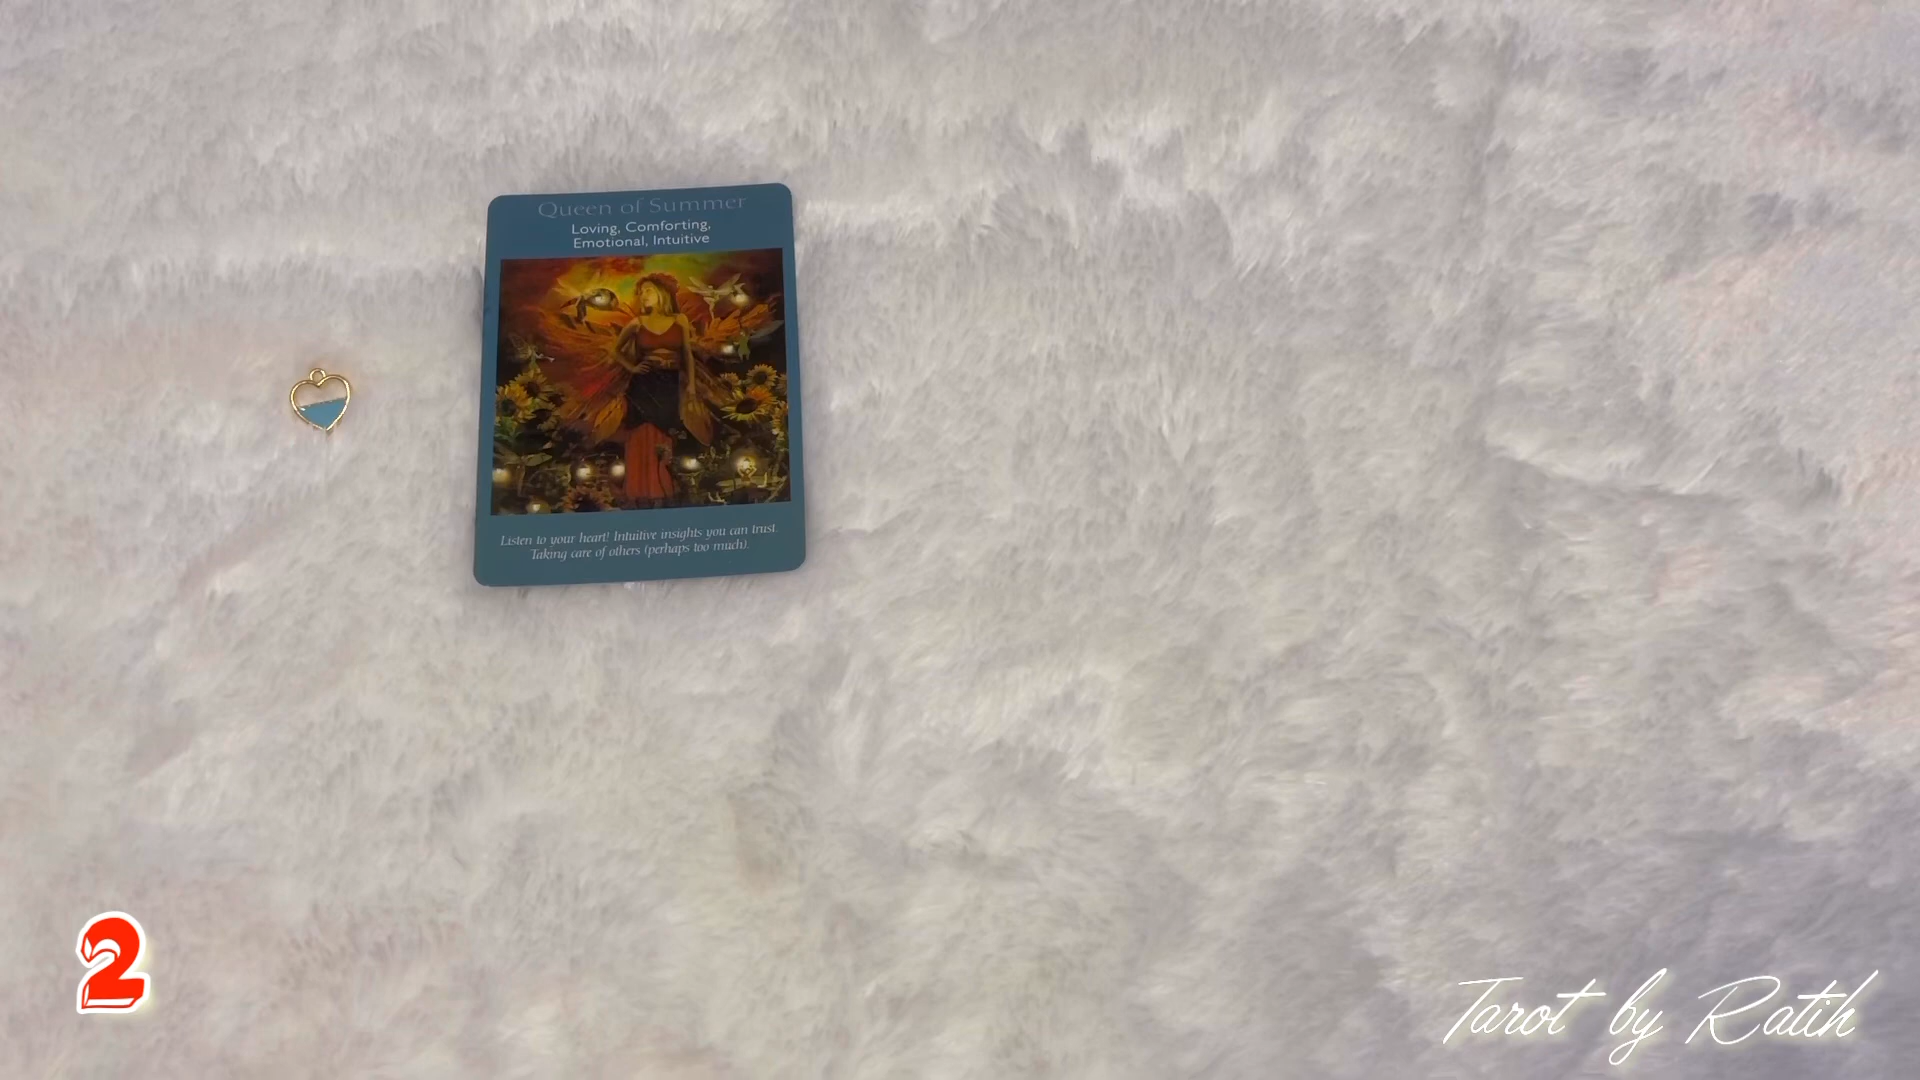 Queen of Summer
Loving, Comforting,
Emotional, Intuitive
Listen to your heart! Intuitive insights you can trust.
Taking care of others (perhaps too much).
2
Tarot by Ratih